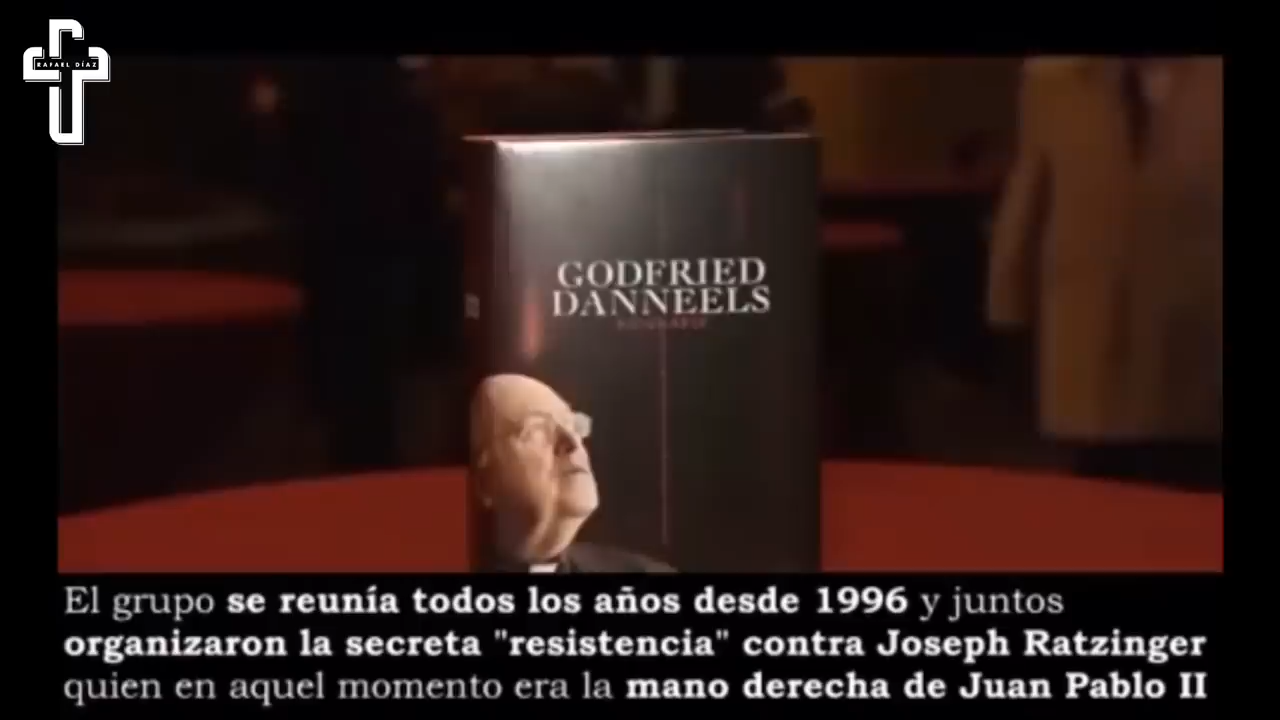 RAFAEL DÍAZ
GODFRIED
DANNEELS
El grupo se reunía todos los años desde 1996 y juntos
organizaron la secreta "resistencia" contra Joseph Ratzinger
quien en aquel momento era la mano derecha de Juan Pablo II